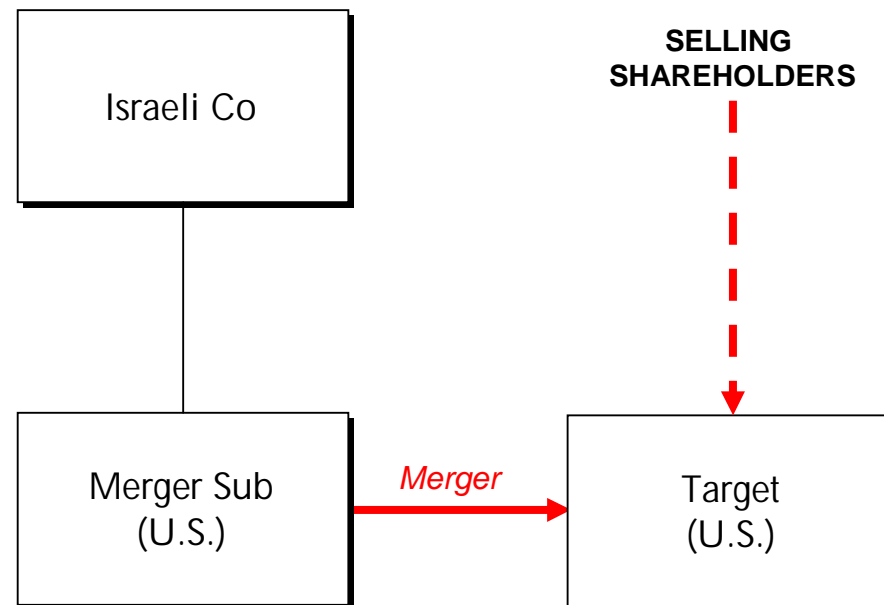 Israeli Co
SELLING
SHAREHOLDERS
Merger Sub
(U.S.)
Merger
Target
(U.S.)